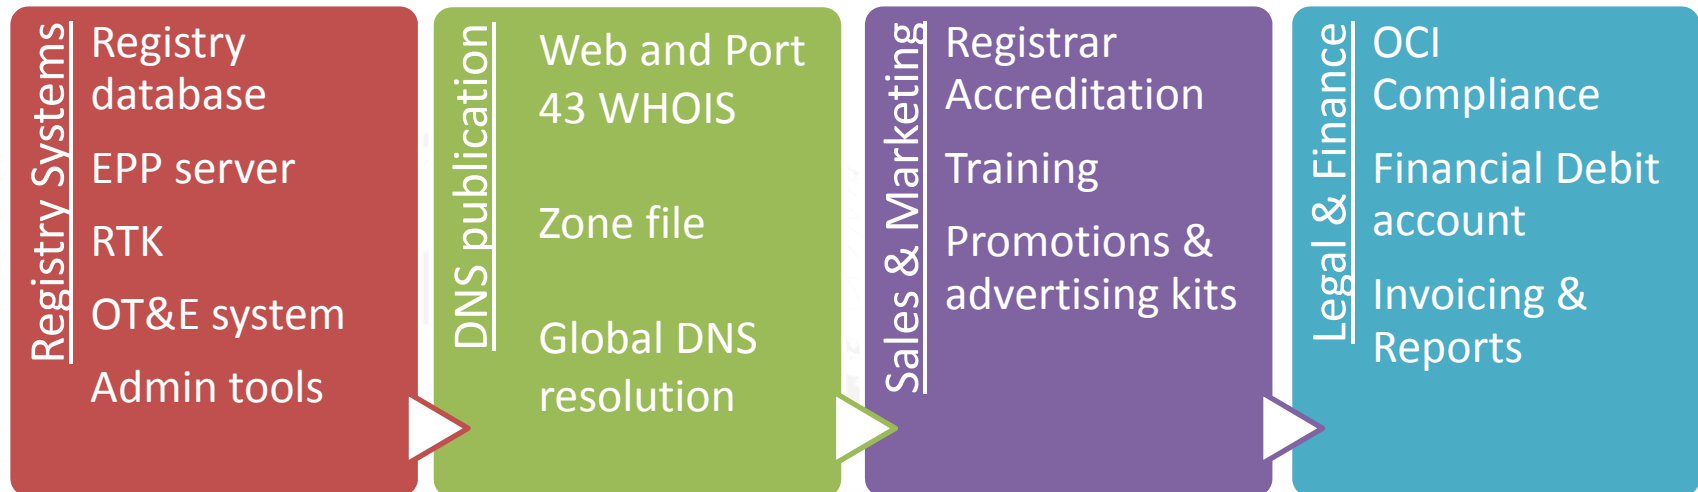 Registry Systems
Registry
database
EPP server
RTK
OT&E system
Admin tools
DNS publication
Web and Port
43 WHOIS
Zone file
Global DNS
resolution
Sales & Marketing
Registrar
Accreditation
Training
Promotions &
advertising kits
Legal & Finance
OCI
Compliance
Financial Debit
account
Invoicing &
Reports